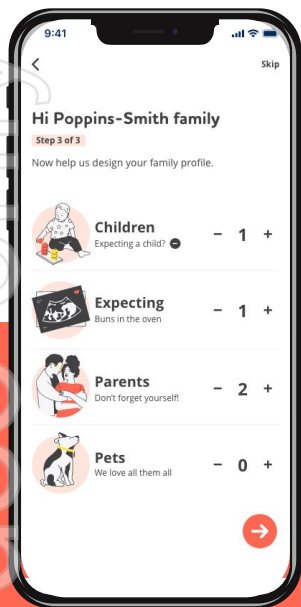 9:41
Skip
Hi Poppins-Smith family
Step 3 of 3
Now help us design your family profile.
Children
Expecting a child?
- 1 +
Expecting
Buns in the oven
- 1 +
Parents
Don't forget yourself!
- 2 +
Pets
We love all them all
- 0 +